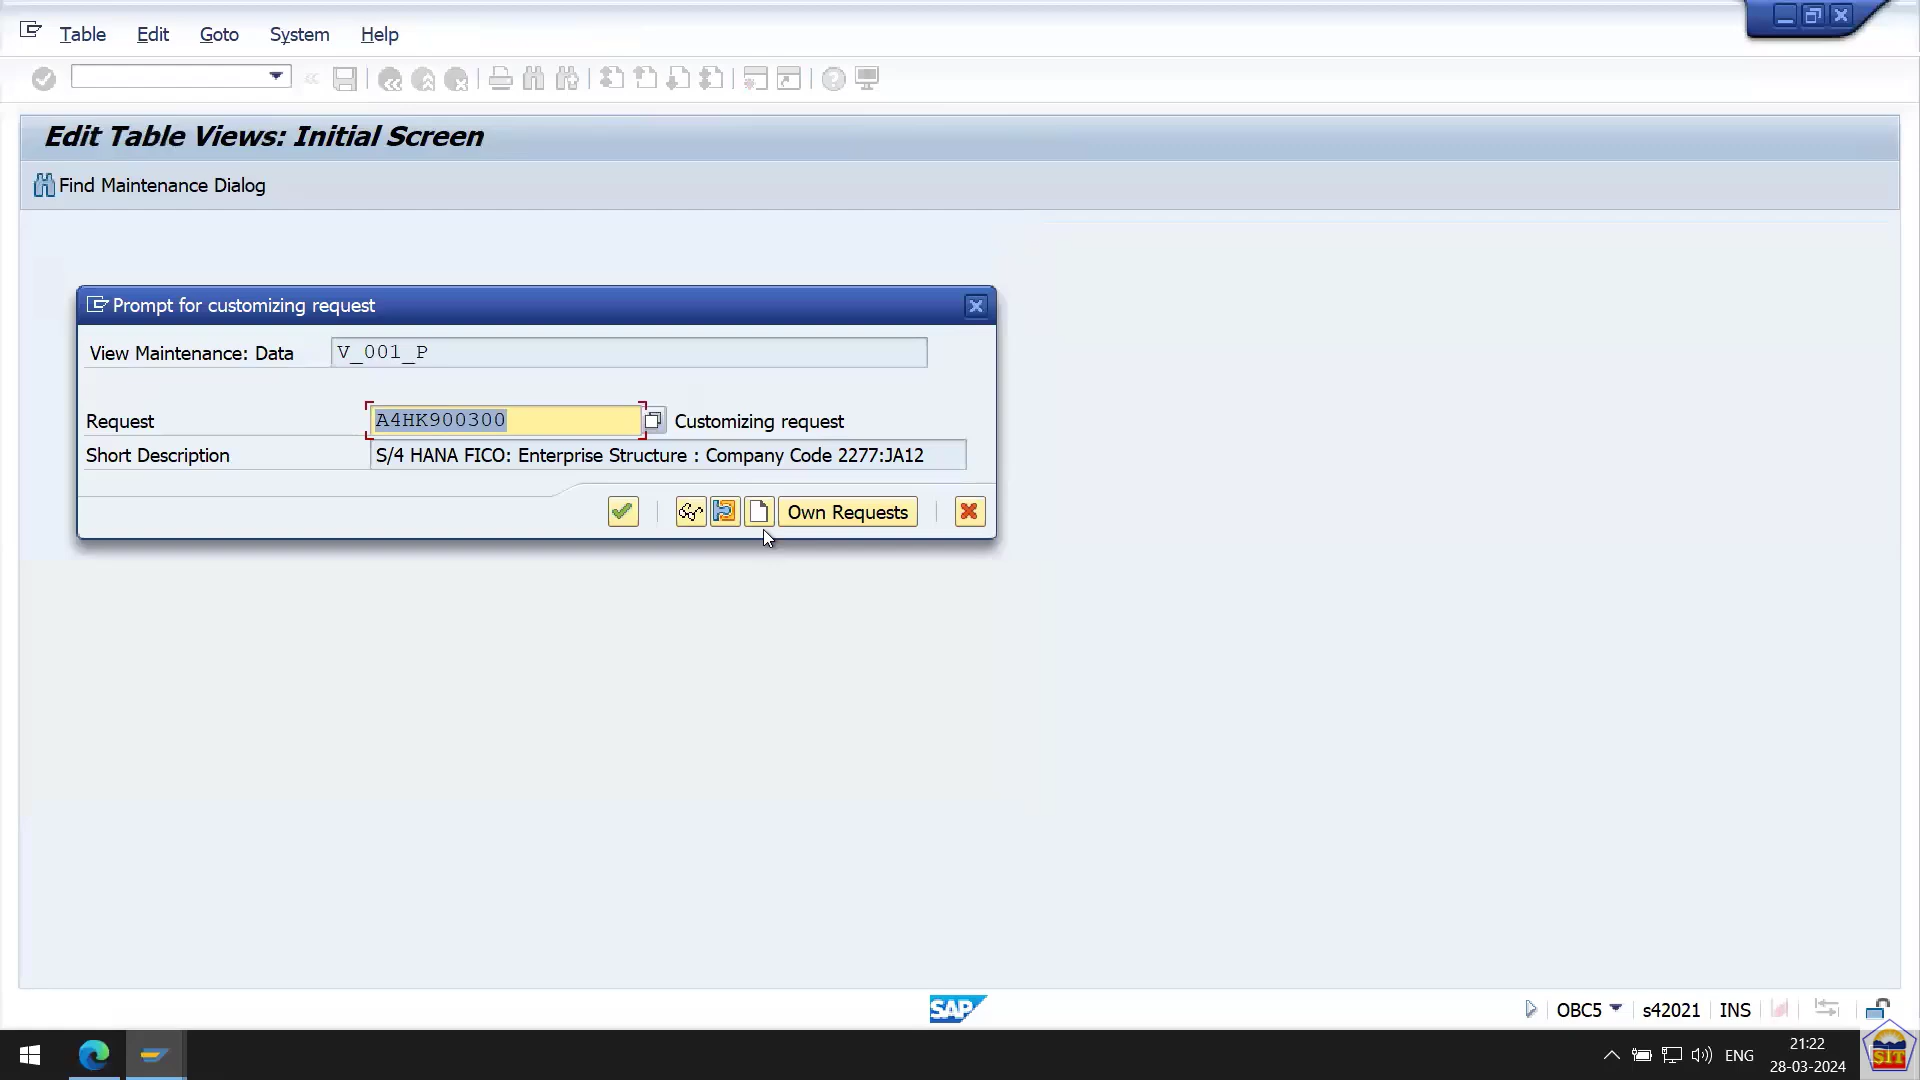 Table Edit Goto System Help
Edit Table Views: Initial Screen
Find Maintenance Dialog
Prompt for customizing request
View Maintenance: Data V_001_P
Request A4HK900300 Customizing request
Short Description S/4 HANA FICO: Enterprise Structure : Company Code 2277:JA12
Own Requests
SAP
OBC5 s42021 INS
ENG
21:22
28-03-2024
SIT